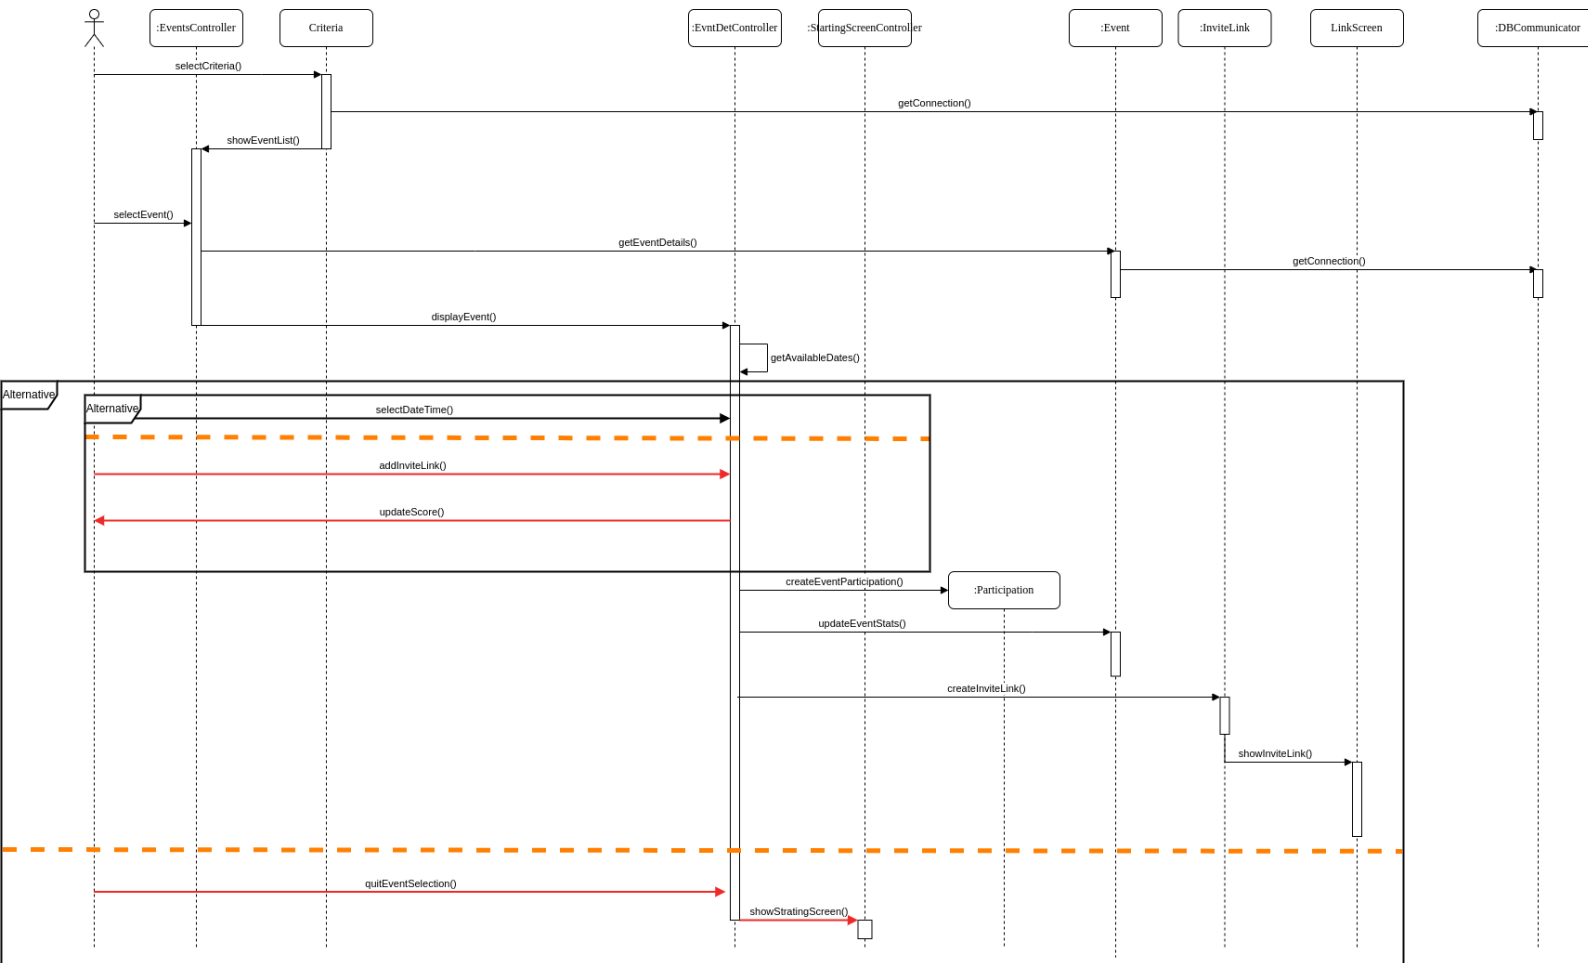 :EventsController
Criteria
:EvntDetController
:StartingScreenController
:Event
:InviteLink
LinkScreen
:DBCommunicator
selectCriteria()
getConnection()
showEventList()
selectEvent()
getEventDetails()
getConnection()
displayEvent()
getAvailableDates()
Alternative
Alternative
selectDateTime()
addInviteLink()
updateScore()
createEventParticipation()
:Participation
updateEventStats()
createInviteLink()
showInviteLink()
quitEventSelection()
showStratingScreen()